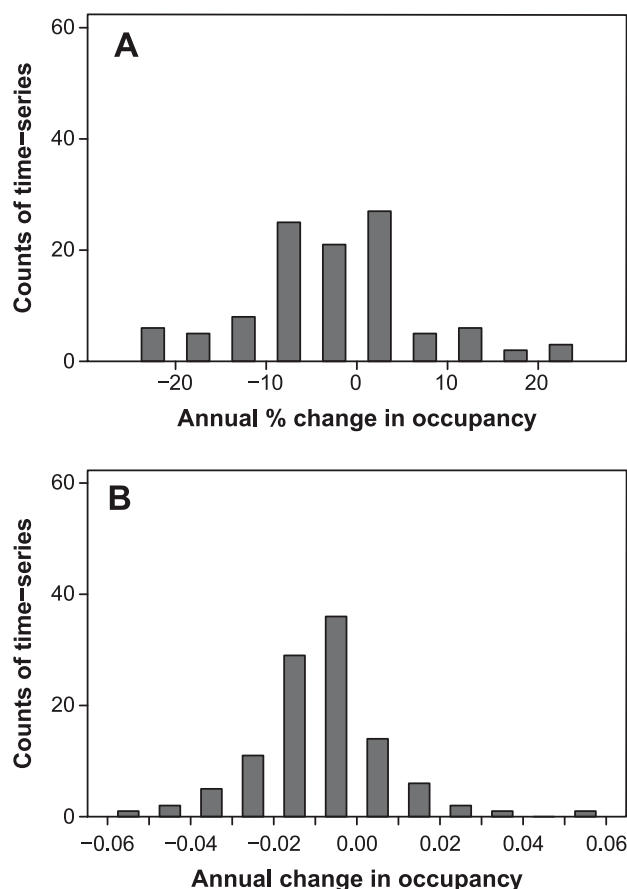 A
60
40
20
0
Counts of time−series
−20 −10 0 10 20
Annual % change in occupancy
B
60
40
20
0
Counts of time−series
−0.06 −0.04 −0.02 0.00 0.02 0.04 0.06
Annual change in occupancy